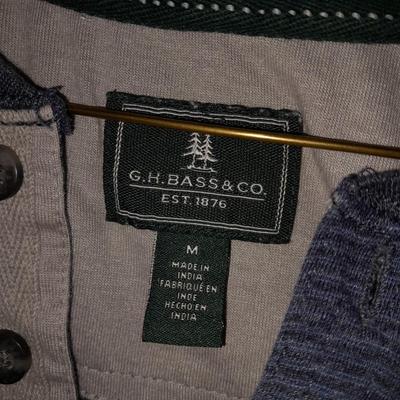 G.H.BASS&CO.
EST. 1876
M
MADE IN
INDIA
FABRIQUÉ EN
INDE
HECHO EN
INDIA